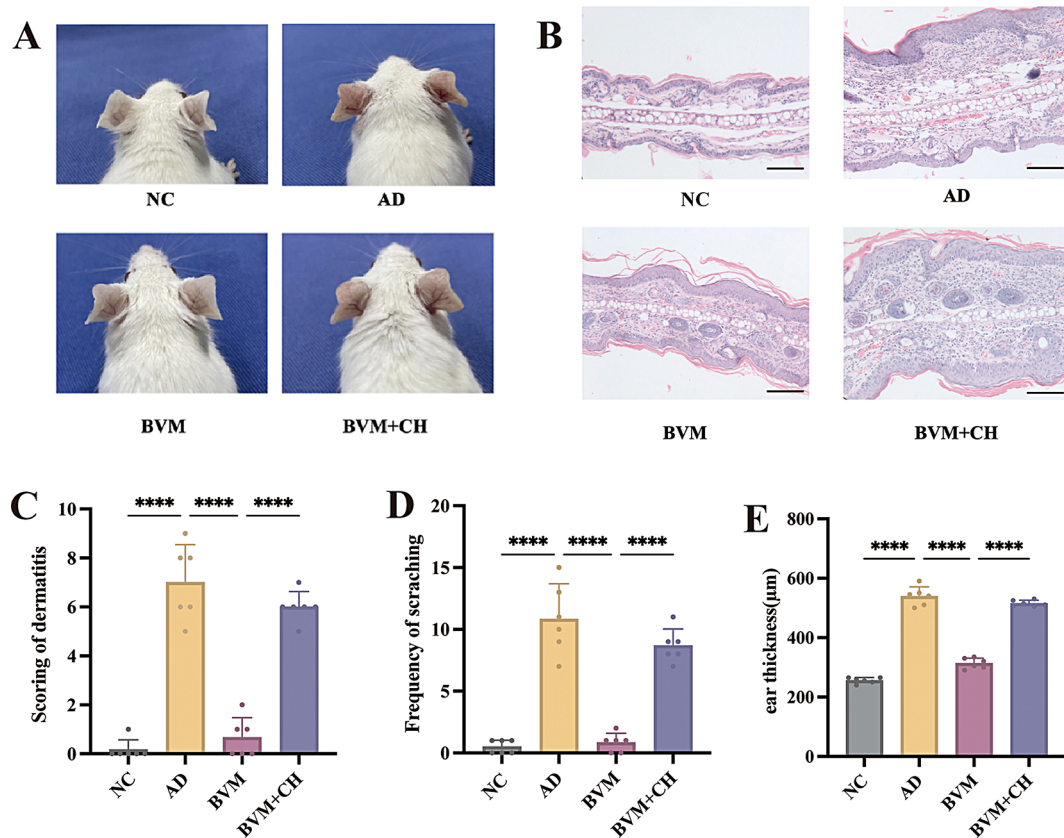 A
B
NC
AD
NC
AD
BVM
BVM+CH
BVM
BVM+CH
C
Scoring of dermatitis
10
8
6
4
2
0
****
****
****
NC
AD
BVM
BVM+CH
D
Frequency of scraching
20
15
10
5
0
****
****
****
NC
AD
BVM
BVM+CH
E
ear thickness(μm)
800
600
400
200
0
****
****
****
NC
AD
BVM
BVM+CH